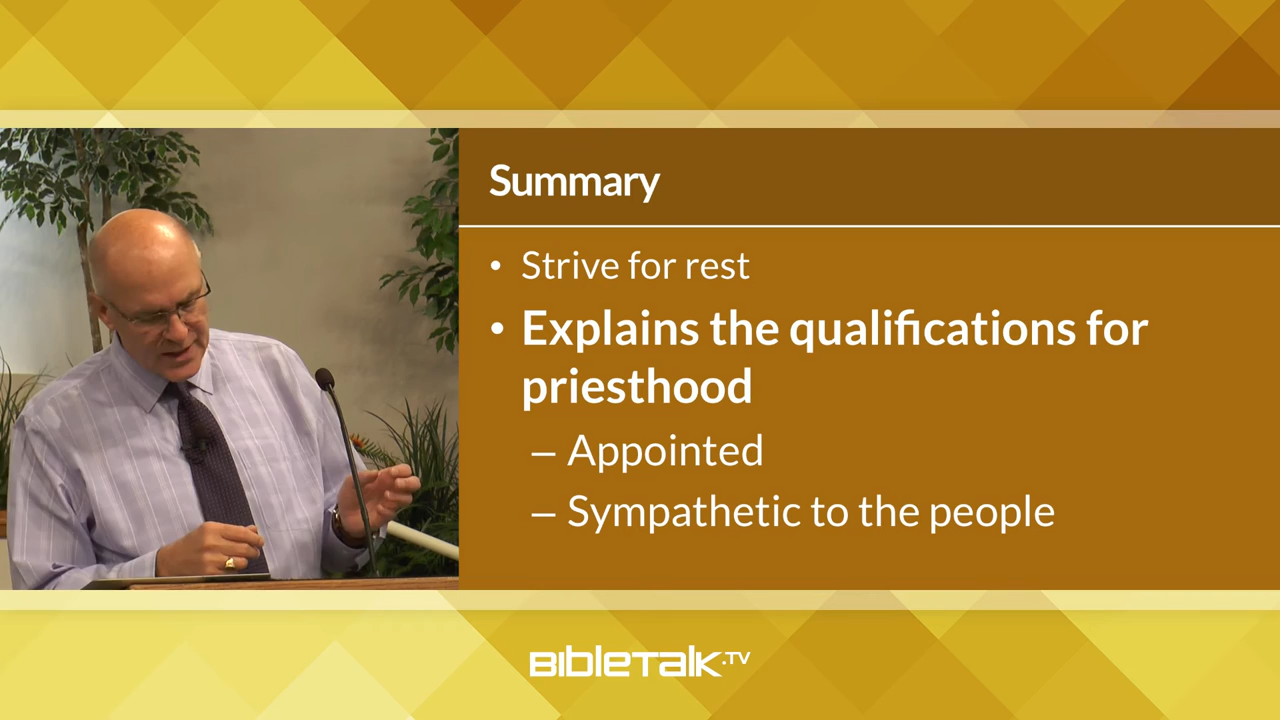 Summary
• Strive for rest
• Explains the qualifications for
priesthood
– Appointed
– Sympathetic to the people
BIBLETALK.TV